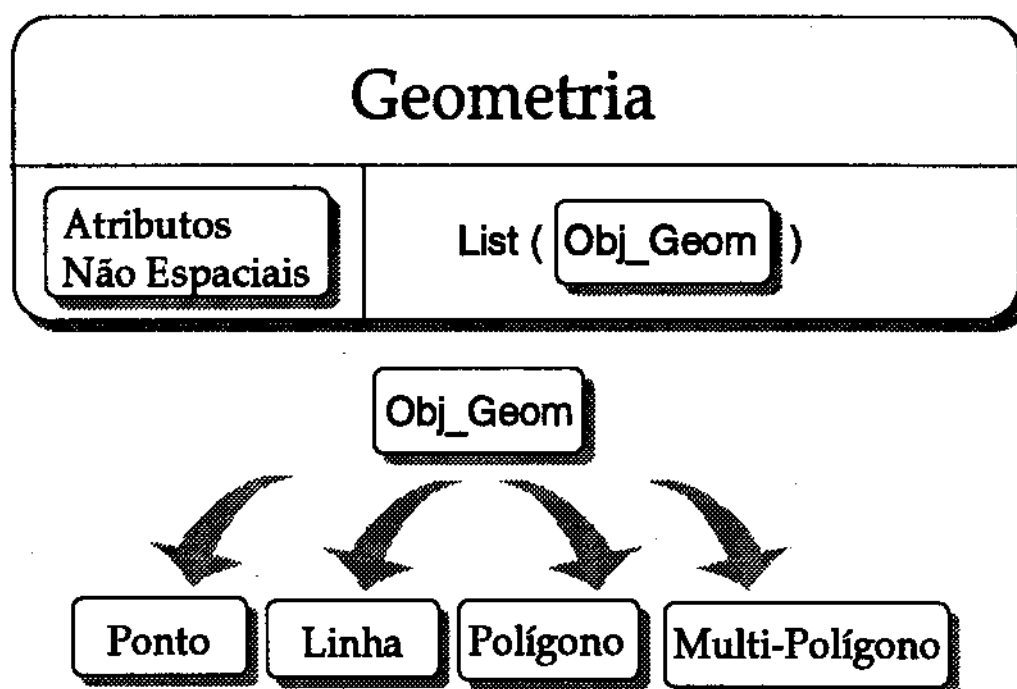 Geometria
Atributos
Não Espaciais
List ( Obj_Geom )
Obj_Geom
Ponto
Linha
Polígono
Multi-Polígono